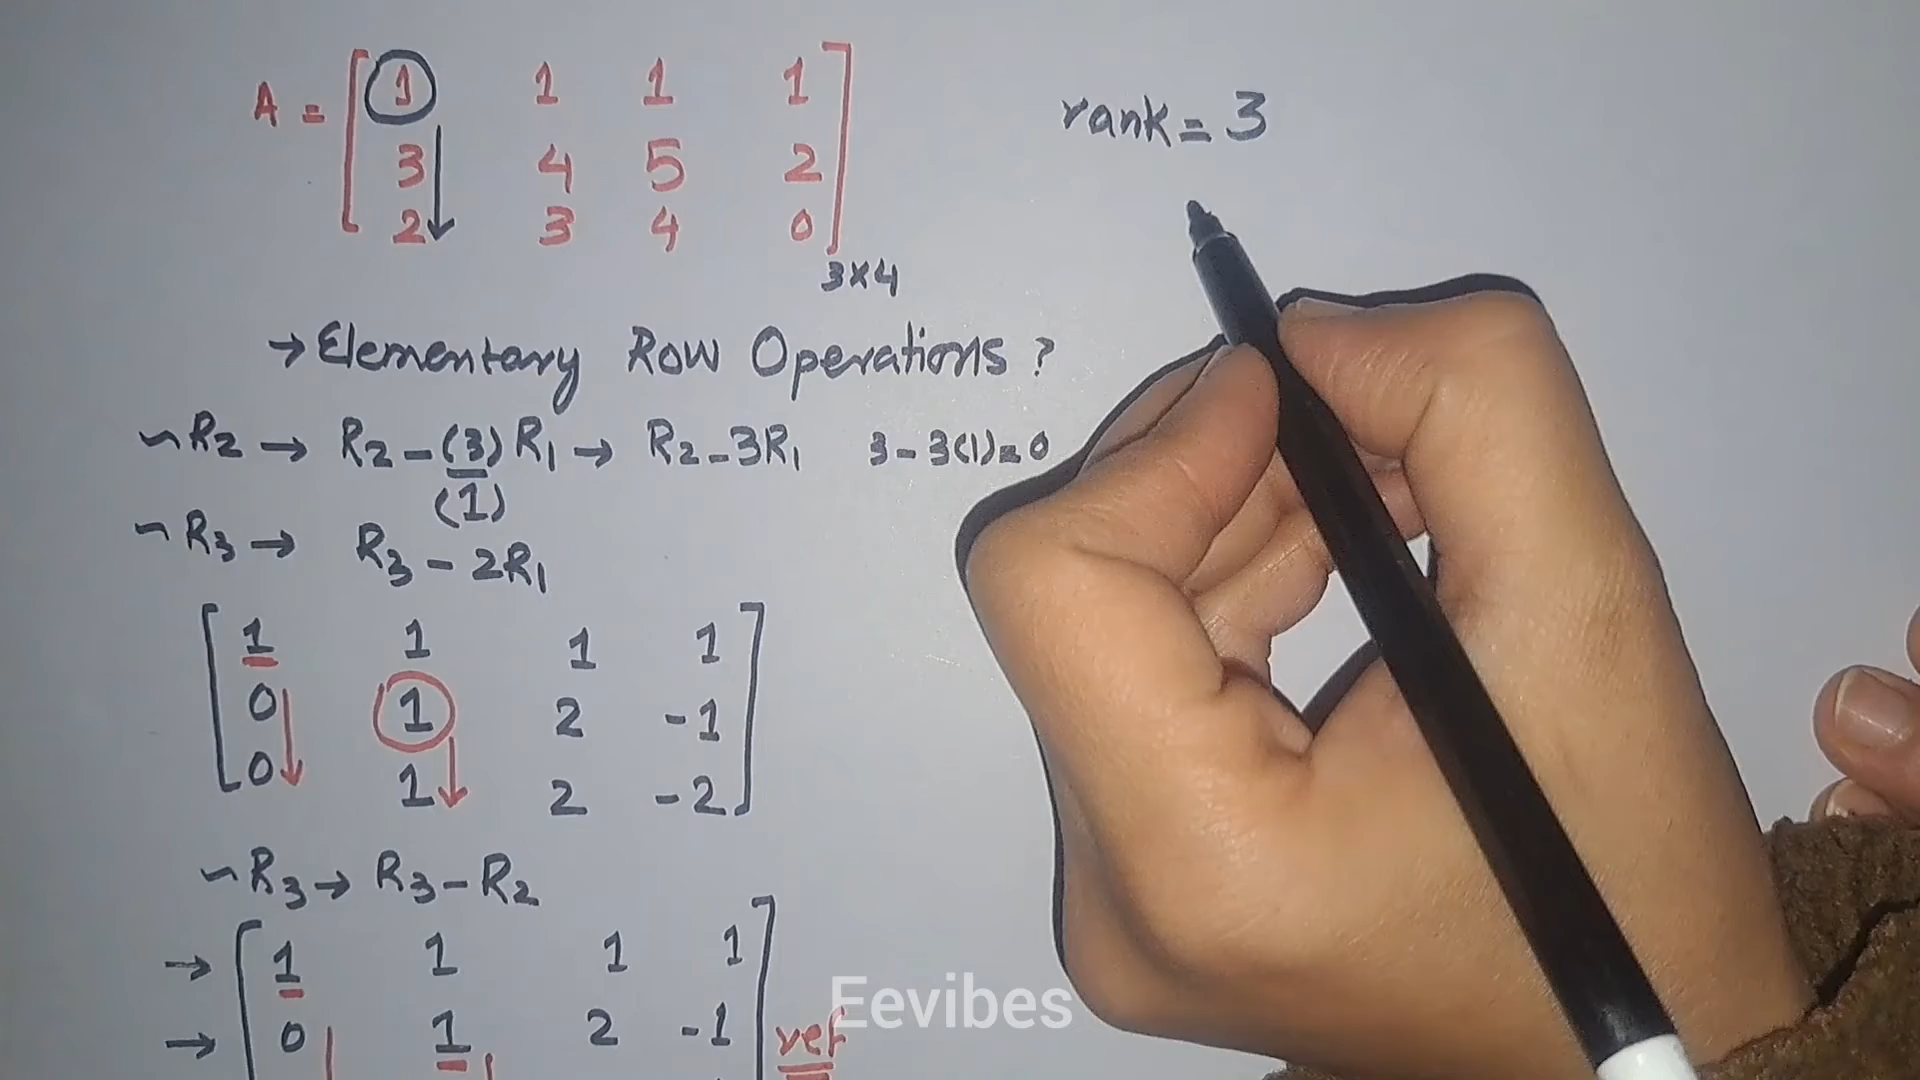 A = [ 1 1 1 1
3 4 5 2
2 3 4 0 ]
3×4
rank = 3
→ Elementary Row Operations ?
~R2 → R2 - (3)/(1) R1 → R2 - 3R1 3 - 3(1) = 0
~R3 → R3 - 2R1
[ 1 1 1 1
0 1 2 -1
0 1 2 -2 ]
~R3 → R3 - R2
→ [ 1 1 1 1
→ 0 1 2 -1 ] ref
Eevibes